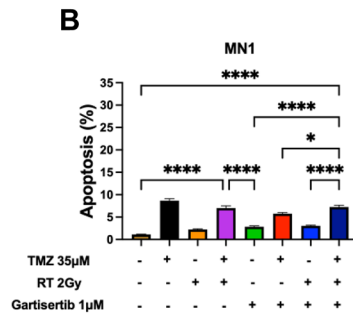 B
MN1
****
****
*
**** **** ****
Apoptosis (%)
35
30
25
20
15
10
5
0
TMZ 35µM - + - + - + - +
RT 2Gy - - + + - - + +
Gartisertib 1µM - - - - + + + +